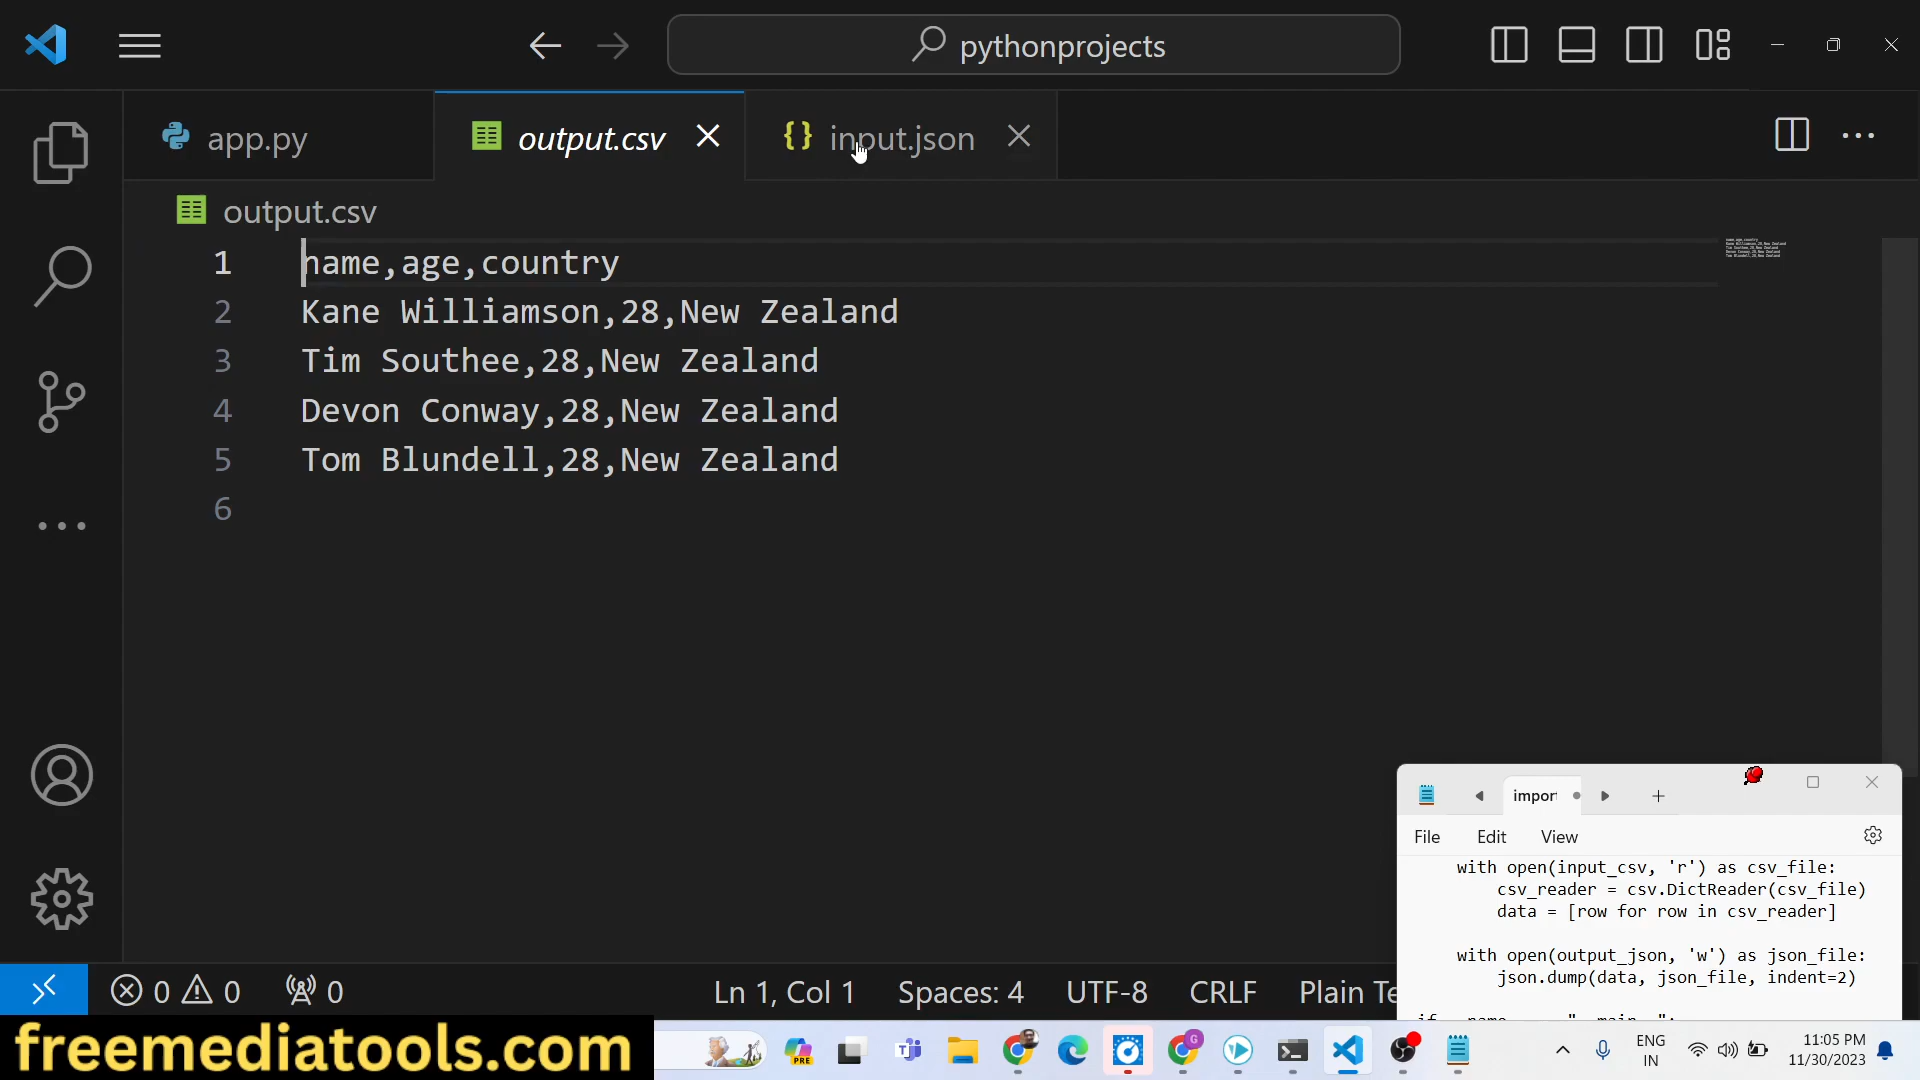 pythonprojects
app.py
output.csv
{} input.json
output.csv
1 name,age,country
2 Kane Williamson,28,New Zealand
3 Tim Southee,28,New Zealand
4 Devon Conway,28,New Zealand
5 Tom Blundell,28,New Zealand
6
import
File Edit View
with open(input_csv, 'r') as csv_file:
csv_reader = csv.DictReader(csv_file)
data = [row for row in csv_reader]
with open(output_json, 'w') as json_file:
json.dump(data, json_file, indent=2)
0 0 0 Ln 1, Col 1 Spaces: 4 UTF-8 CRLF Plain Te
freemediatools.com
PRE
G
ENG
IN
11:05 PM
11/30/2023